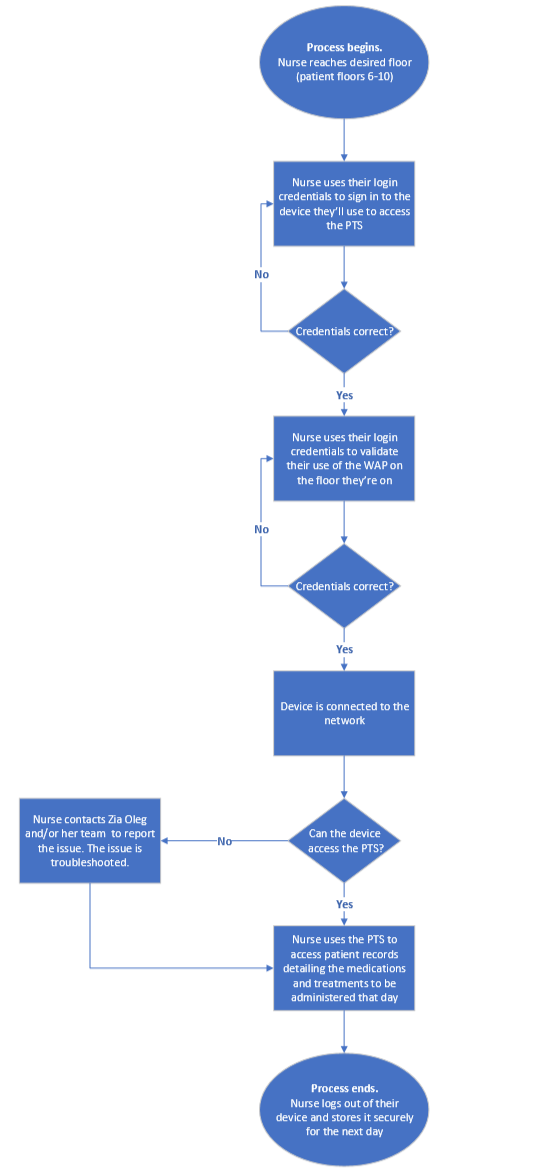 Process begins.
Nurse reaches desired floor
(patient floors 6-10)
Nurse uses their login
credentials to sign in to the
device they'll use to access
the PTS
No
Credentials correct?
Yes
Nurse uses their login
credentials to validate
their use of the WAP on
the floor they're on
No
Credentials correct?
Yes
Device is connected to the
network
Nurse contacts Zia Oleg
and/or her team to report
the issue. The issue is
troubleshooted.
No
Can the device
access the PTS?
Yes
Nurse uses the PTS to
access patient records
detailing the medications
and treatments to be
administered that day
Process ends.
Nurse logs out of their
device and stores it securely
for the next day